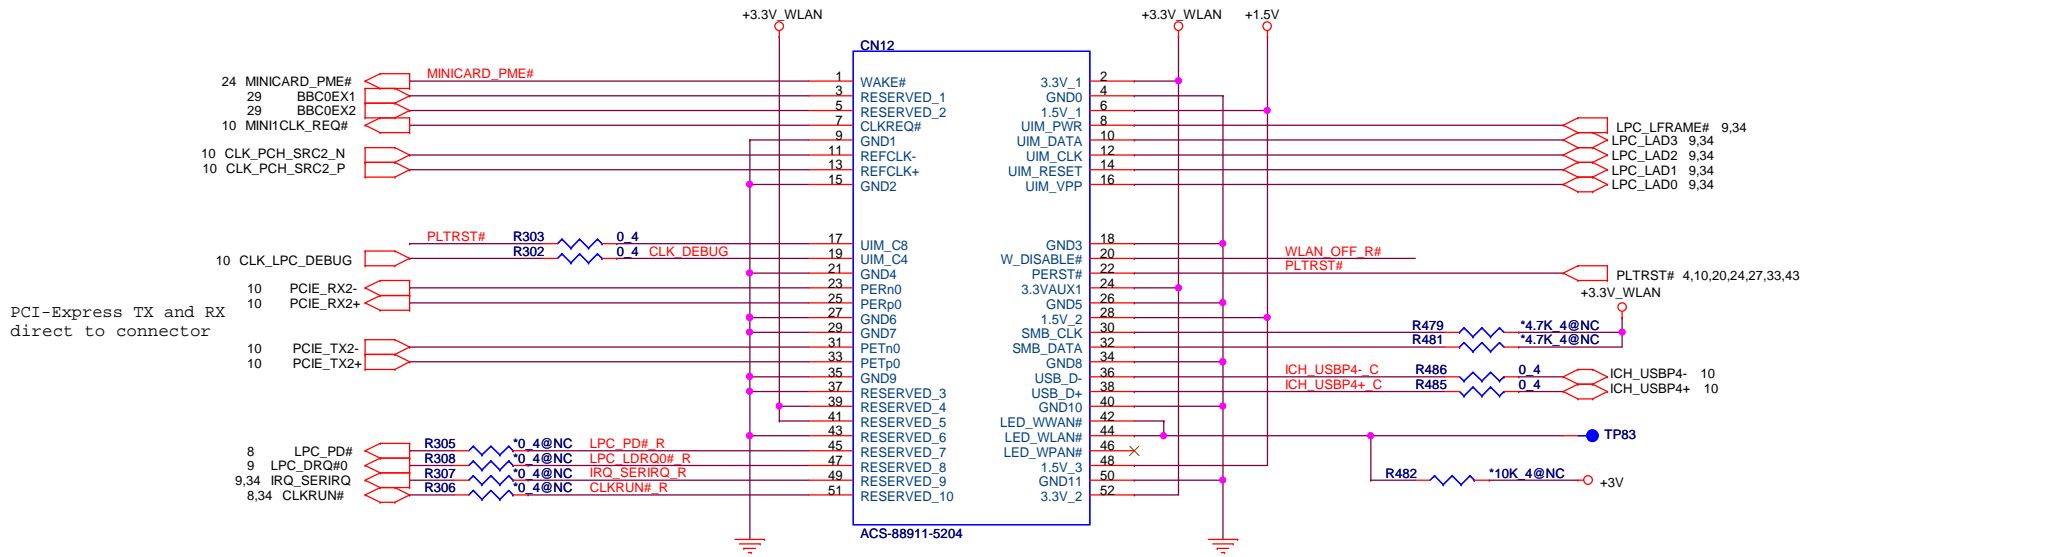 +3.3V_WLAN +3.3V_WLAN +1.5V
CN12
24 MINICARD_PME# MINICARD_PME# 1 WAKE# 3.3V_1 2
29 BBC0EX1 3 RESERVED_1 GND0 4
29 BBC0EX2 5 RESERVED_2 1.5V_1 6
10 MINI1CLK_REQ# 7 CLKREQ# UIM_PWR 8 LPC_LFRAME# 9,34
9 GND1 UIM_DATA 10 LPC_LAD3 9,34
10 CLK_PCH_SRC2_N 11 REFCLK- UIM_CLK 12 LPC_LAD2 9,34
10 CLK_PCH_SRC2_P 13 REFCLK+ UIM_RESET 14 LPC_LAD1 9,34
15 GND2 UIM_VPP 16 LPC_LAD0 9,34
PLTRST# R303 0_4 17 UIM_C8 GND3 18
10 CLK_LPC_DEBUG R302 0_4 CLK_DEBUG 19 UIM_C4 W_DISABLE# 20 WLAN_OFF_R#
21 GND4 PERST# 22 PLTRST# PLTRST# 4,10,20,24,27,33,43
10 PCIE_RX2- 23 PERn0 3.3VAUX1 24 +3.3V_WLAN
10 PCIE_RX2+ 25 PERp0 GND5 26
PCI-Express TX and RX
direct to connector
27 GND6 1.5V_2 28
29 GND7 SMB_CLK 30 R479 *4.7K_4@NC
10 PCIE_TX2- 31 PETn0 SMB_DATA 32 R481 *4.7K_4@NC
10 PCIE_TX2+ 33 PETp0 GND8 34
35 GND9 USB_D- 36 ICH_USBP4-_C R486 0_4 ICH_USBP4- 10
37 RESERVED_3 USB_D+ 38 ICH_USBP4+_C R485 0_4 ICH_USBP4+ 10
39 RESERVED_4 GND10 40
41 RESERVED_5 LED_WWAN# 42
43 RESERVED_6 LED_WLAN# 44 TP83
8 LPC_PD# R305 *0_4@NC LPC_PD#_R 45 RESERVED_7 LED_WPAN# 46
9 LPC_DRQ#0 R308 *0_4@NC LPC_LDRQ0#_R 47 RESERVED_8 1.5V_3 48
9,34 IRQ_SERIRQ R307 *0_4@NC IRQ_SERIRQ_R 49 RESERVED_9 GND11 50 R482 *10K_4@NC +3V
8,34 CLKRUN# R306 *0_4@NC CLKRUN#_R 51 RESERVED_10 3.3V_2 52
ACS-88911-5204